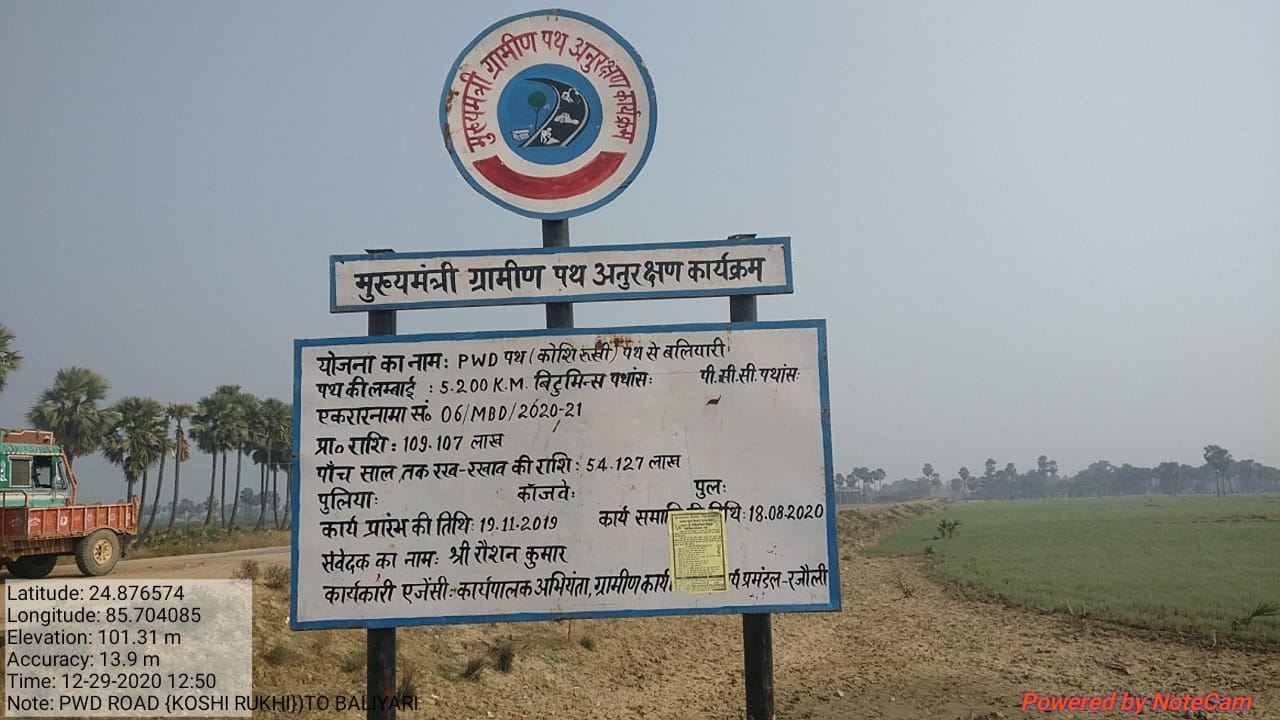 मुख्यमंत्री ग्रामीण पथ अनुरक्षण कार्यक्रम
मुख्यमंत्री ग्रामीण पथ अनुरक्षण कार्यक्रम
योजना का नाम: PWD पथ (कोशि रुखी) पथ से बलियारी
पथ की लम्बाई : 5.200 K.M. बिटुमिन्स पथांस: पी.सी.सी. पथांस:
एकरारनामा सं० 06/MBD/2020-21
प्रा० राशि : 109.107 लाख
पाँच साल तक रख-रखाव की राशि : 54.127 लाख
पुलिया: कॉजवे: पुल:
कार्य प्रारंभ की तिथि: 19.11-2019 कार्य तिथि: 18.08.2020
संवेदक का नाम: श्री रौशन कुमार
कार्यकारी एजेंसी: कार्यपालक अभियंता, ग्रामीण प्रमंडल-रजौली
Latitude: 24.876574
Longitude: 85.704085
Elevation: 101.31 m
Accuracy: 13.9 m
Time: 12-29-2020 12:50
Note: PWD ROAD {KOSHI RUKHI})TO BALIYARI
Powered by NoteCam